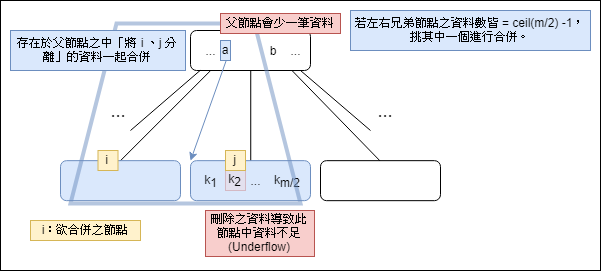 父節點會少一筆資料
存在於父節點之中「將 i、j 分
離」的資料一起合併
若左右兄弟節點之資料數皆 = ceil(m/2) -1，
挑其中一個進行合併。
... a b ...
... ...
i j
k1 k2 ... km/2
i：欲合併之節點
刪除之資料導致此
節點中資料不足
(Underflow)